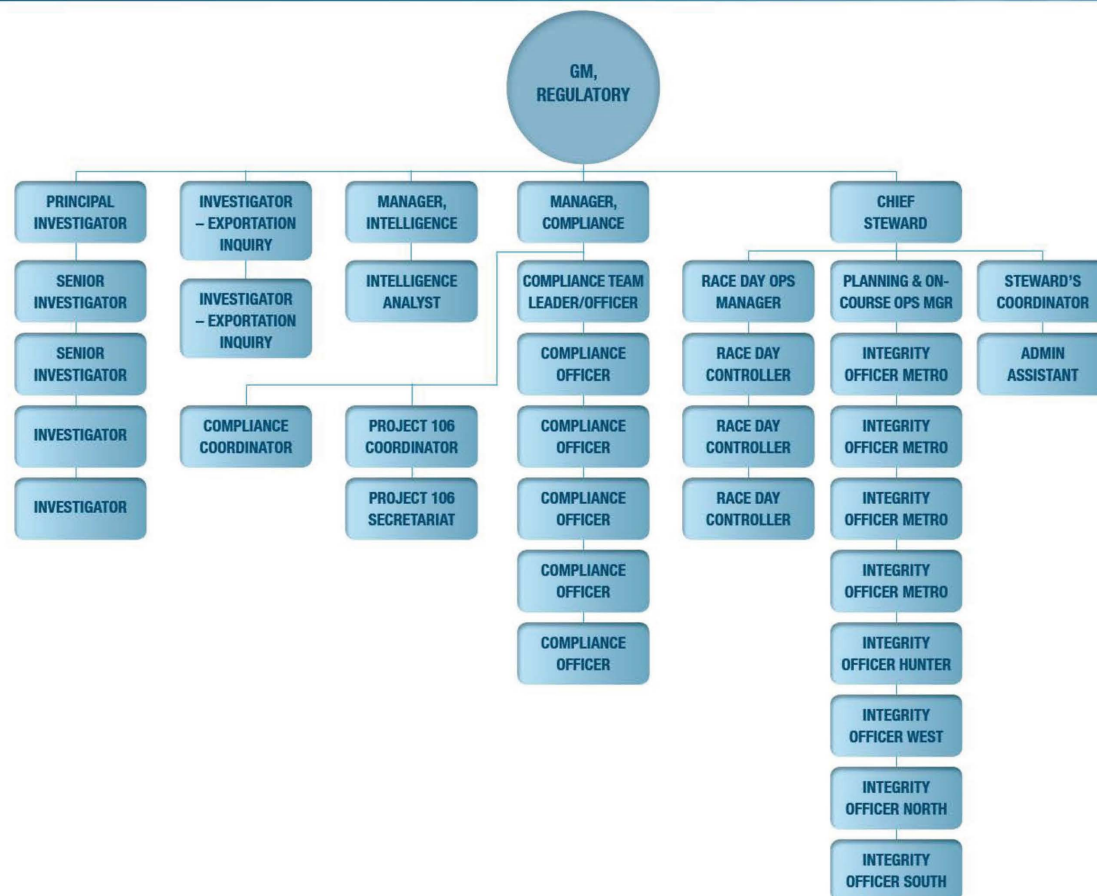 GM,
REGULATORY
PRINCIPAL
INVESTIGATOR
INVESTIGATOR
– EXPORTATION
INQUIRY
MANAGER,
INTELLIGENCE
MANAGER,
COMPLIANCE
CHIEF
STEWARD
SENIOR
INVESTIGATOR
INVESTIGATOR
– EXPORTATION
INQUIRY
INTELLIGENCE
ANALYST
COMPLIANCE TEAM
LEADER/OFFICER
RACE DAY OPS
MANAGER
PLANNING & ON-
COURSE OPS MGR
STEWARD'S
COORDINATOR
SENIOR
INVESTIGATOR
COMPLIANCE
OFFICER
RACE DAY
CONTROLLER
INTEGRITY
OFFICER METRO
ADMIN
ASSISTANT
INVESTIGATOR
COMPLIANCE
COORDINATOR
PROJECT 106
COORDINATOR
COMPLIANCE
OFFICER
RACE DAY
CONTROLLER
INTEGRITY
OFFICER METRO
INVESTIGATOR
PROJECT 106
SECRETARIAT
COMPLIANCE
OFFICER
RACE DAY
CONTROLLER
INTEGRITY
OFFICER METRO
COMPLIANCE
OFFICER
INTEGRITY
OFFICER METRO
COMPLIANCE
OFFICER
INTEGRITY
OFFICER HUNTER
INTEGRITY
OFFICER WEST
INTEGRITY
OFFICER NORTH
INTEGRITY
OFFICER SOUTH